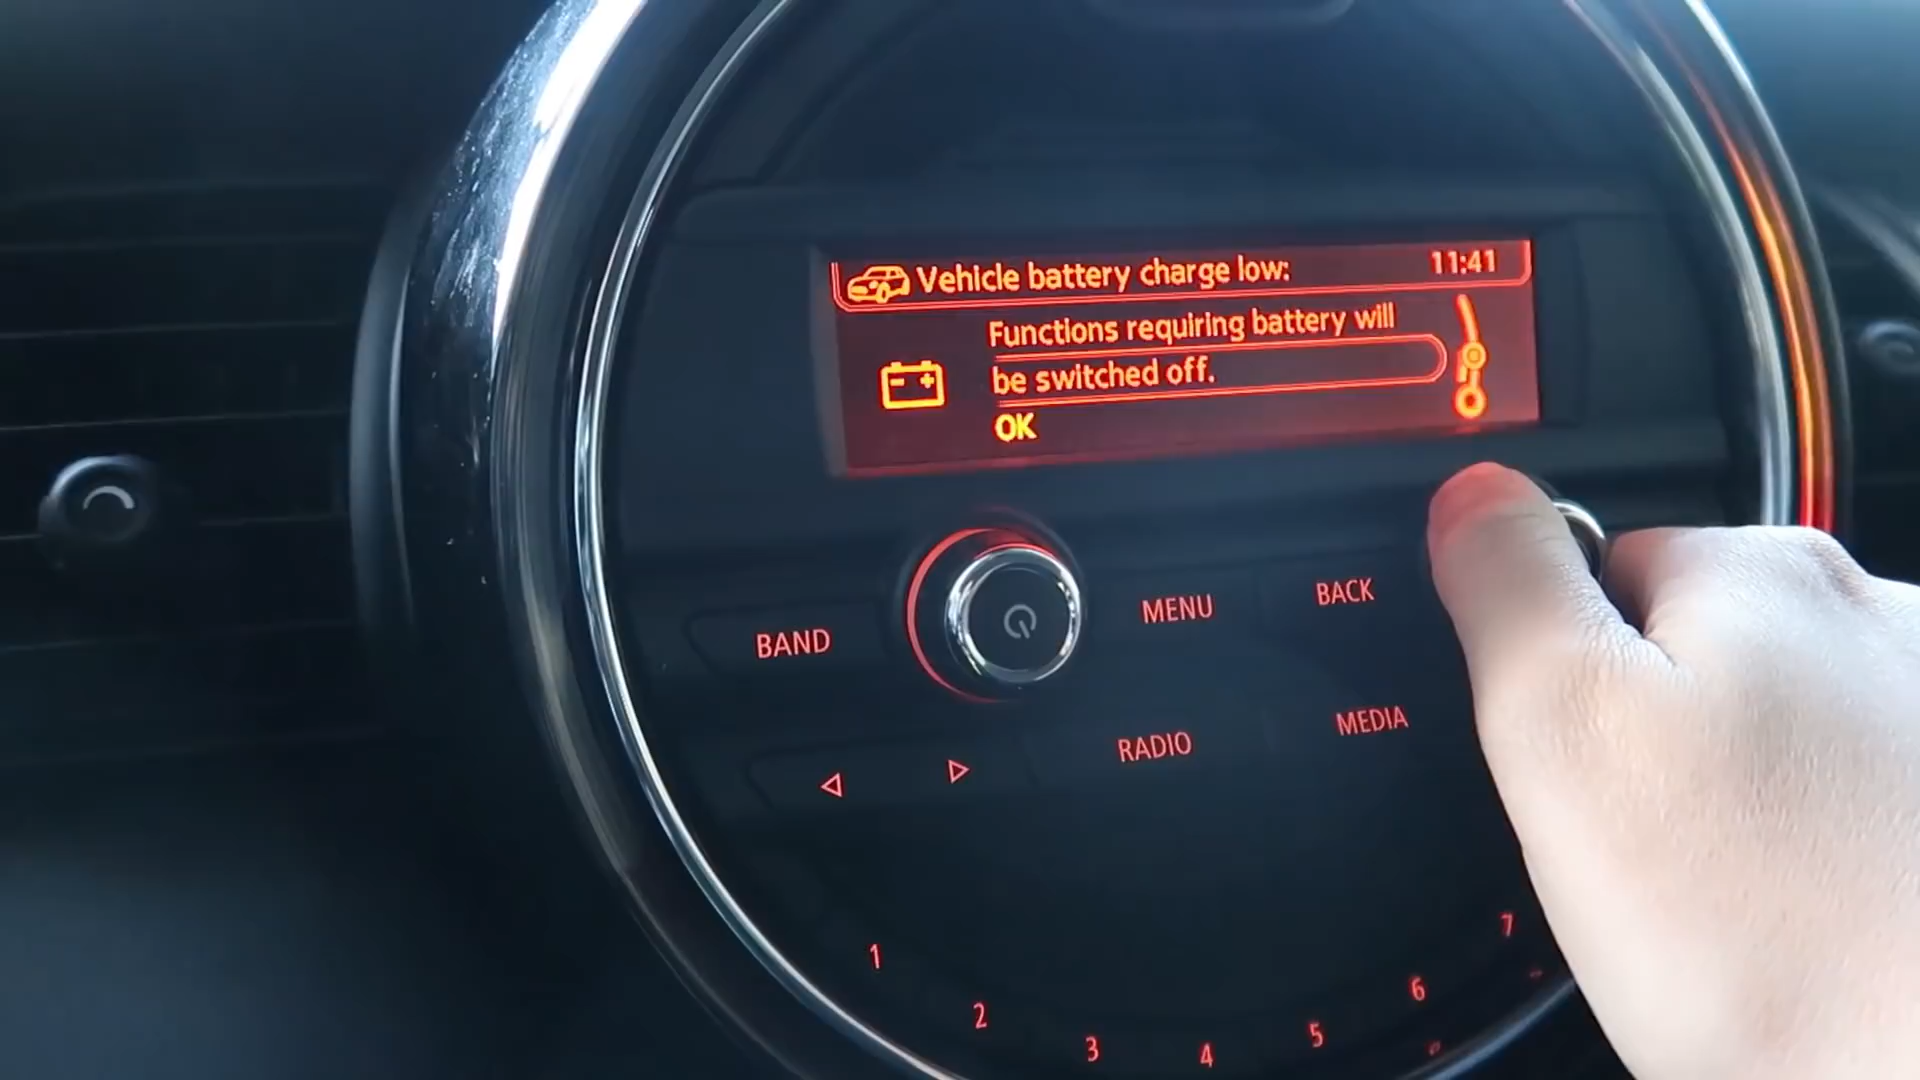 Vehicle battery charge low:
11:41
Functions requiring battery will
be switched off.
OK
BAND
MENU
BACK
RADIO
MEDIA
1
2
3
4
5
6
7